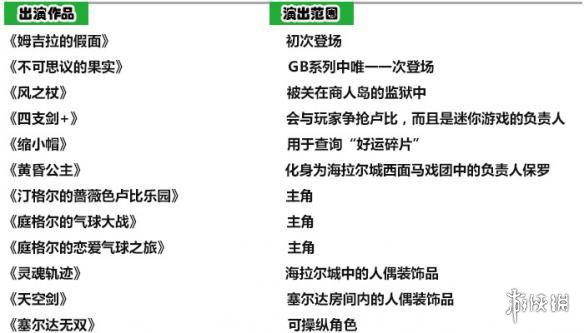 出演作品 演出范围
《姆吉拉的假面》 初次登场
《不可思议的果实》 GB系列中唯一一次登场
《风之杖》 被关在商人岛的监狱中
《四支剑+》 会与玩家争抢卢比，而且是迷你游戏的负责人
《缩小帽》 用于查询“好运碎片”
《黄昏公主》 化身为海拉尔城西面马戏团中的负责人保罗
《汀格尔的蔷薇色卢比乐园》 主角
《庭格尔的气球大战》 主角
《庭格尔的恋爱气球之旅》 主角
《灵魂轨迹》 海拉尔城中的人偶装饰品
《天空剑》 塞尔达房间内的人偶装饰品
《塞尔达无双》 可操纵角色
游侠网